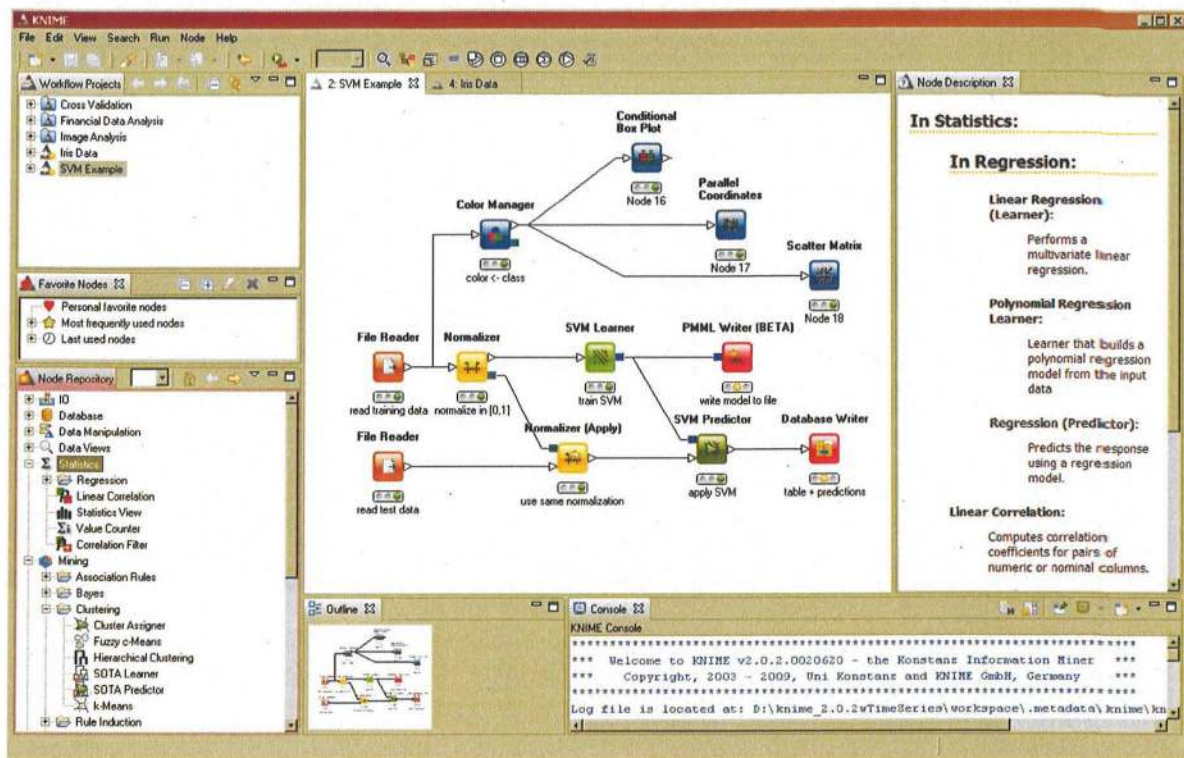 KNIME
File Edit View Search Run Node Help
Workflow Projects
Cross Validation
Financial Data Analysis
Image Analysis
Iris Data
SVM Example
Favorite Nodes
Personal favorite nodes
Most frequently used nodes
Last used nodes
Node Repository
IO
Database
Data Manipulation
Data Views
Statistics
Regression
Linear Correlation
Statistics View
Value Counter
Correlation Filter
Mining
Association Rules
Bayes
Clustering
Cluster Assigner
Fuzzy c-Means
Hierarchical Clustering
SOTA Learner
SOTA Predictor
k-Means
Rule Induction
2: SVM Example
4: Iris Data
Conditional
Box Plot
Node 16
Parallel
Coordinates
Node 17
Color Manager
color <- class
Scatter Matrix
Node 18
File Reader
read training data
Normalizer
normalize in [0,1]
SVM Learner
train SVM
PMML Writer (BETA)
write model to file
File Reader
read test data
Normalizer (Apply)
use same normalization
SVM Predictor
apply SVM
Database Writer
table + predictions
Node Description
In Statistics:
In Regression:
Linear Regression
(Learner):
Performs a
multivariate linear
regression.
Polynomial Regression
Learner:
Learner that builds a
polynomial regression
model from the input
data
Regression (Predictor):
Predicts the response
using a regression
model.
Linear Correlation:
Computes correlation
coefficients for pairs of
numeric or nominal columns.
Outline
Console
KNIME Console
*** Welcome to KNIME v2.0.2.0020620 - the Konstanz Information Miner ***
*** Copyright, 2003 - 2009, Uni Konstanz and KNIME GmbH, Germany ***
Log file is located at: D:\knime_2.0.2wTimeSeries\workspace\.metadata\knime\kn